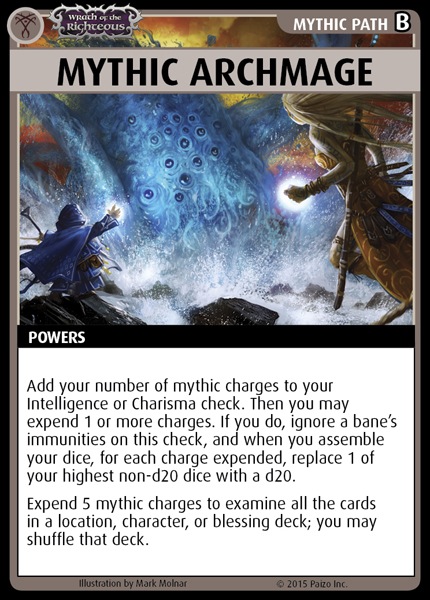 WRATH of the
RIGHTEOUS
MYTHIC PATH B
MYTHIC ARCHMAGE
POWERS
Add your number of mythic charges to your
Intelligence or Charisma check. Then you may
expend 1 or more charges. If you do, ignore a bane's
immunities on this check, and when you assemble
your dice, for each charge expended, replace 1 of
your highest non-d20 dice with a d20.
Expend 5 mythic charges to examine all the cards
in a location, character, or blessing deck; you may
shuffle that deck.
Illustration by Mark Molnar
© 2015 Paizo Inc.